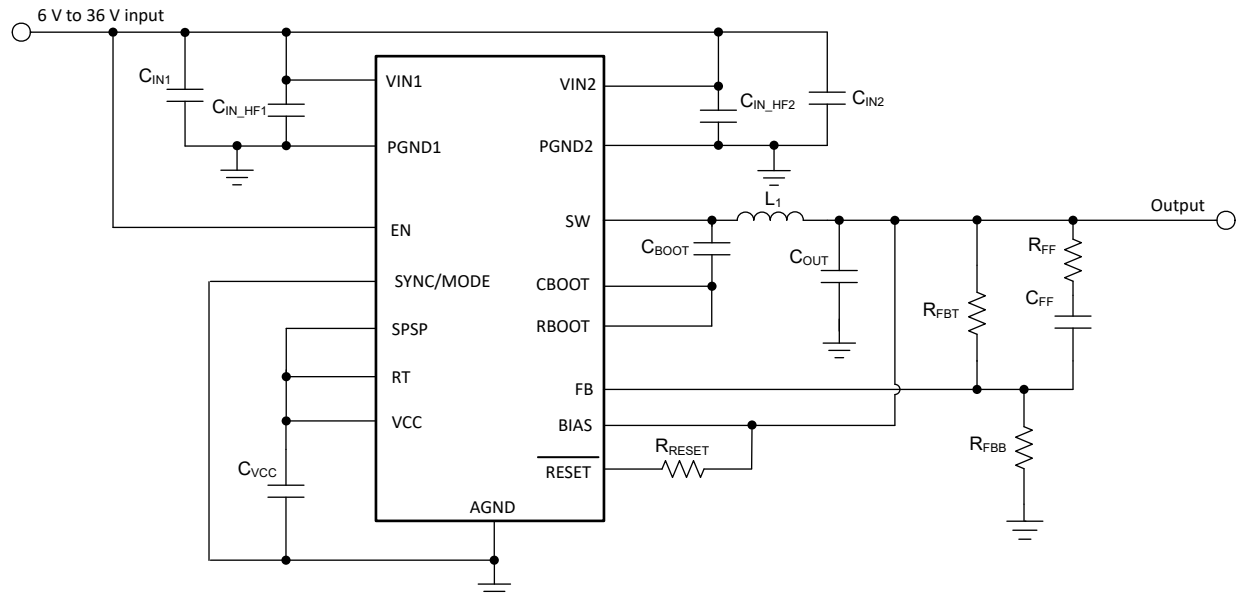 6 V to 36 V input
CIN1
CIN_HF1
VIN1
PGND1
EN
SYNC/MODE
SPSP
RT
VCC
CVCC
AGND
VIN2
PGND2
SW
CBOOT
RBOOT
FB
BIAS
RESET
CIN_HF2
CIN2
L1
CBOOT
COUT
Output
RFF
CFF
RFBT
RFBB
RRESET